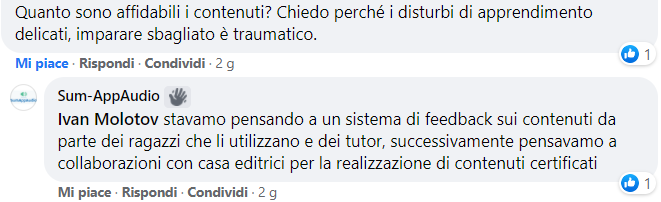 Quanto sono affidabili i contenuti? Chiedo perché i disturbi di apprendimento
delicati, imparare sbagliato è traumatico.
1
Mi piace · Rispondi · Condividi · 2 g
Sum-AppAudio
Ivan Molotov stavamo pensando a un sistema di feedback sui contenuti da
parte dei ragazzi che li utilizzano e dei tutor, successivamente pensavamo a
collaborazioni con casa editrici per la realizzazione di contenuti certificati
1
Mi piace · Rispondi · Condividi · 2 g